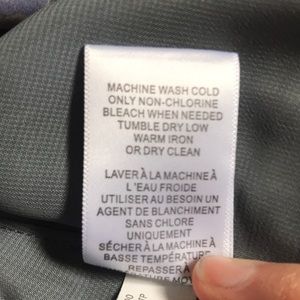 MACHINE WASH COLD
ONLY NON-CHLORINE
BLEACH WHEN NEEDED
TUMBLE DRY LOW
WARM IRON
OR DRY CLEAN
LAVER À LA MACHINE À
L'EAU FROIDE
UTILISER AU BESOIN UN
AGENT DE BLANCHIMENT
SANS CHLORE
UNIQUEMENT
SÉCHER À LA MACHINE À
BASSE TEMPÉRATURE
REPASSER À